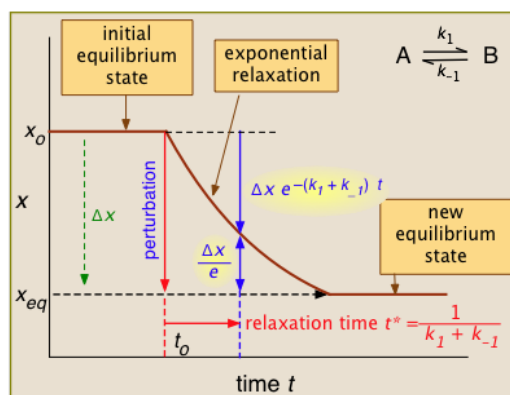 initial
equilibrium
state
exponential
relaxation
A k₁ ⇌ k₋₁ B
xₒ
x
Δx
perturbation
Δx e⁻⁽ᵏ₁ ⁺ ᵏ₋₁⁾ ᵗ
Δx
e
new
equilibrium
state
x_eq
relaxation time t* = 1 / (k₁ + k₋₁)
tₒ
time t